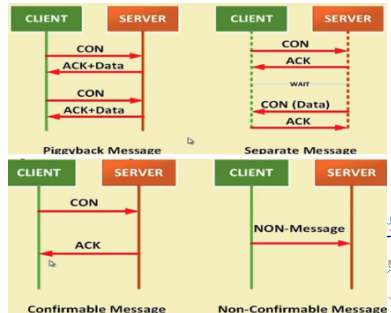 CLIENT SERVER
CON
ACK+Data
CON
ACK+Data
Piggyback Message
CLIENT SERVER
CON
ACK
WAIT
CON (Data)
ACK
Separate Message
CLIENT SERVER
CON
ACK
Confirmable Message
CLIENT SERVER
NON-Message
Non-Confirmable Message